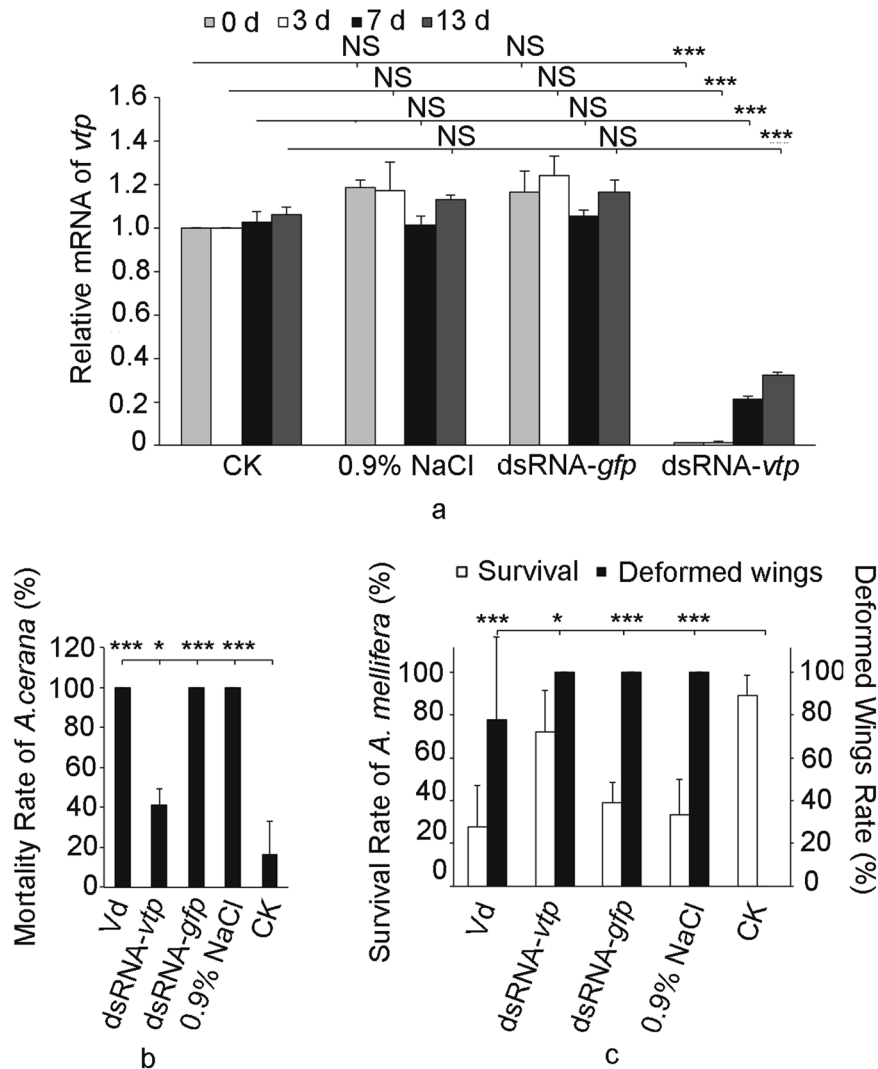 0 d 3 d 7 d 13 d
NS NS ***
NS NS ***
NS NS ***
NS NS ***
Relative mRNA of vtp
1.6
1.4
1.2
1.0
0.8
0.6
0.4
0.2
0
CK 0.9% NaCl dsRNA-gfp dsRNA-vtp
a
Mortality Rate of A.cerana (%)
120
100
80
60
40
20
0
*** * *** ***
Vd
dsRNA-vtp
dsRNA-gfp
0.9% NaCl
CK
b
Survival Deformed wings
Survival Rate of A. mellifera (%)
100
80
60
40
20
0
*** * *** ***
100
80
60
40
20
0
Deformed Wings Rate (%)
Vd
dsRNA-vtp
dsRNA-gfp
0.9% NaCl
CK
c